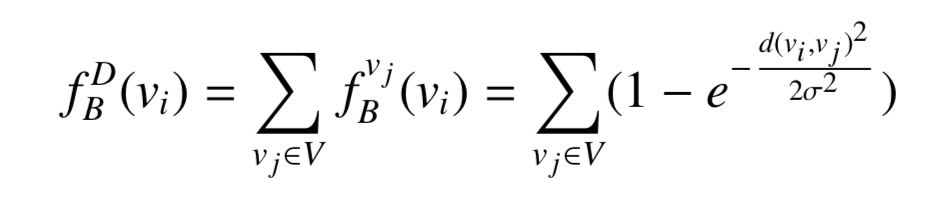 $f_B^D(v_i) = \sum_{v_j \in V} f_B^{v_j}(v_i) = \sum_{v_j \in V} (1 - e^{-\frac{d(v_i, v_j)^2}{2\sigma^2}})$